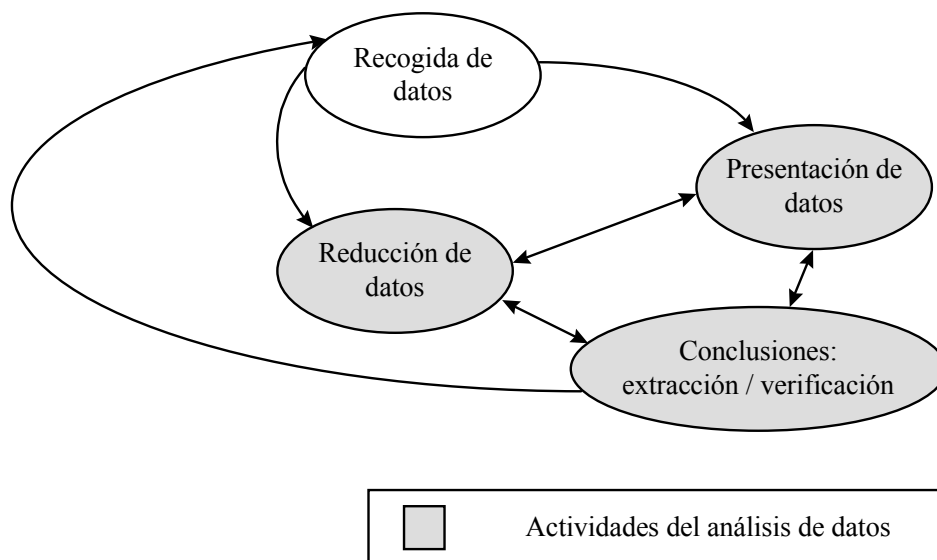 Recogida de
datos
Presentación de
datos
Reducción de
datos
Conclusiones:
extracción / verificación
Actividades del análisis de datos